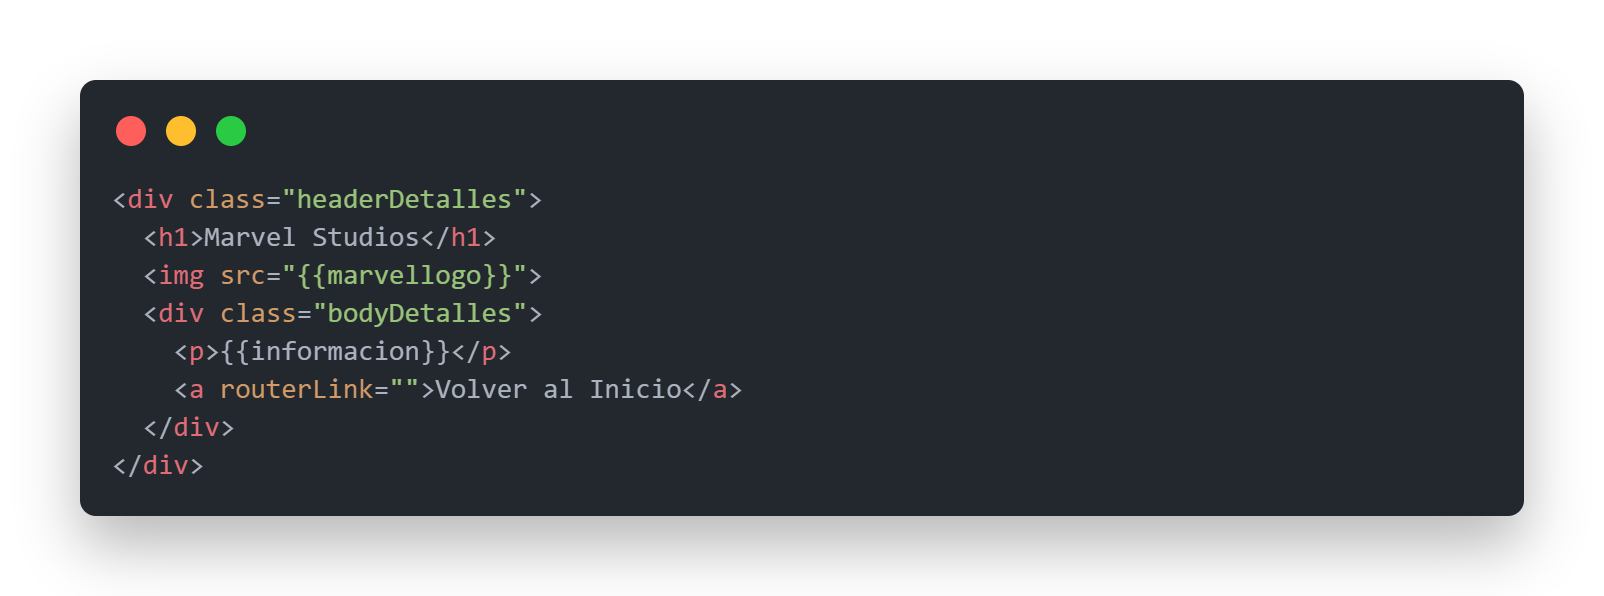 <div class="headerDetalles">
  <h1>Marvel Studios</h1>
  <img src="{{marvellogo}}">
  <div class="bodyDetalles">
    <p>{{informacion}}</p>
    <a routerLink="">Volver al Inicio</a>
  </div>
</div>